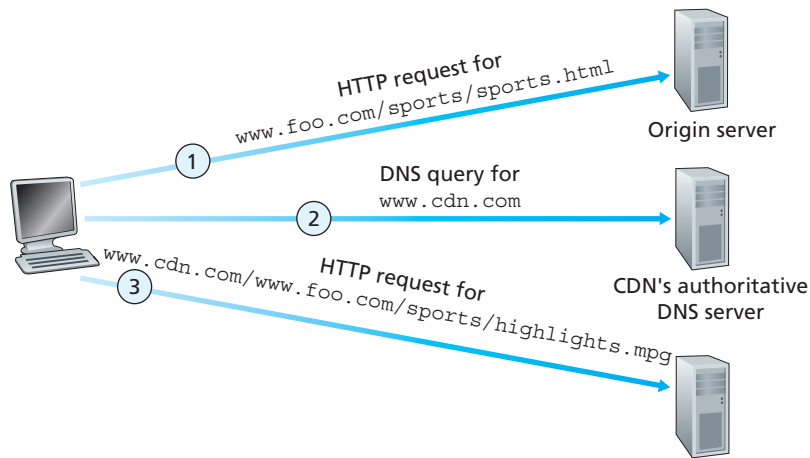 HTTP request for
www.foo.com/sports/sports.html
1
Origin server
DNS query for
www.cdn.com
2
CDN's authoritative
DNS server
HTTP request for
www.cdn.com/www.foo.com/sports/highlights.mpg
3